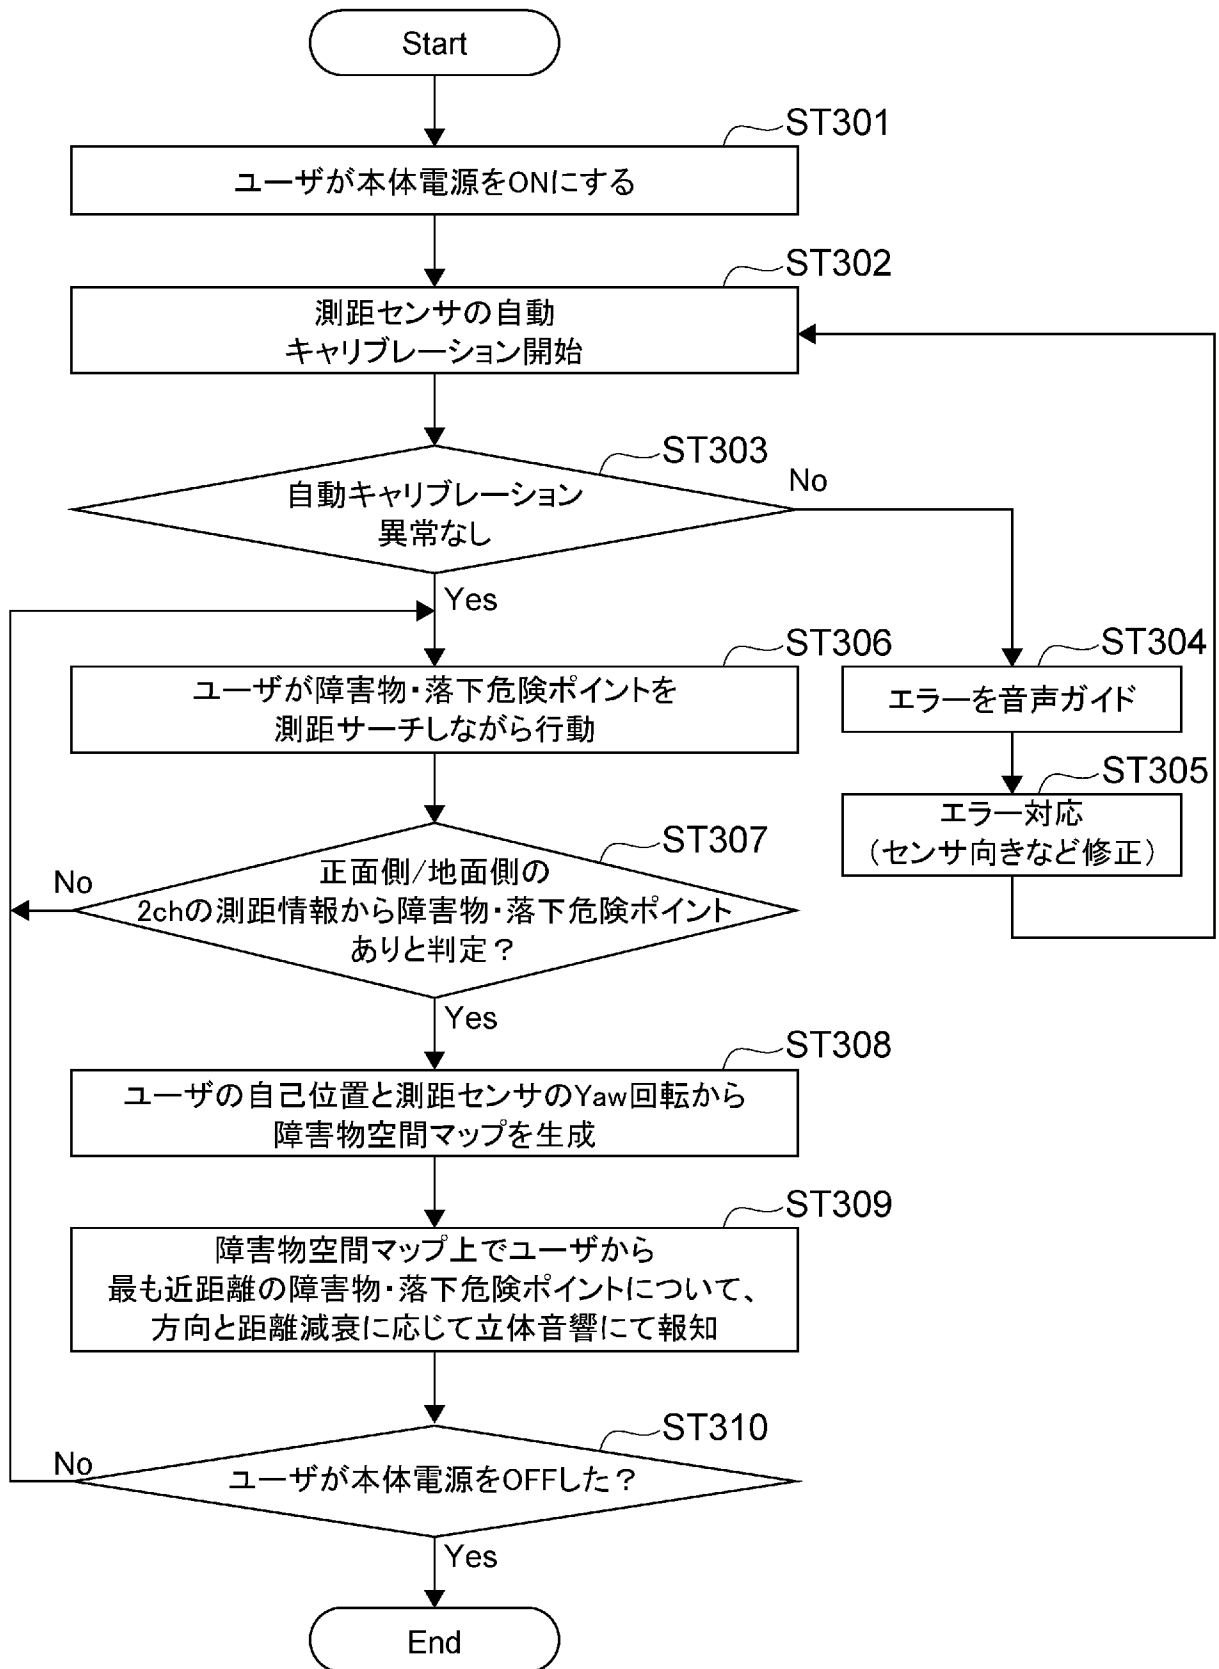 Start
ST301
ユーザが本体電源をONにする
ST302
測距センサの自動
キャリブレーション開始
ST303
自動キャリブレーション
異常なし
No
Yes
ST304
エラーを音声ガイド
ST305
エラー対応
(センサ向きなど修正)
ST306
ユーザが障害物・落下危険ポイントを
測距サーチしながら行動
ST307
正面側/地面側の
2chの測距情報から障害物・落下危険ポイント
ありと判定？
No
Yes
ST308
ユーザの自己位置と測距センサのYaw回転から
障害物空間マップを生成
ST309
障害物空間マップ上でユーザから
最も近距離の障害物・落下危険ポイントについて、
方向と距離減衰に応じて立体音響にて報知
ST310
ユーザが本体電源をOFFした？
No
Yes
End